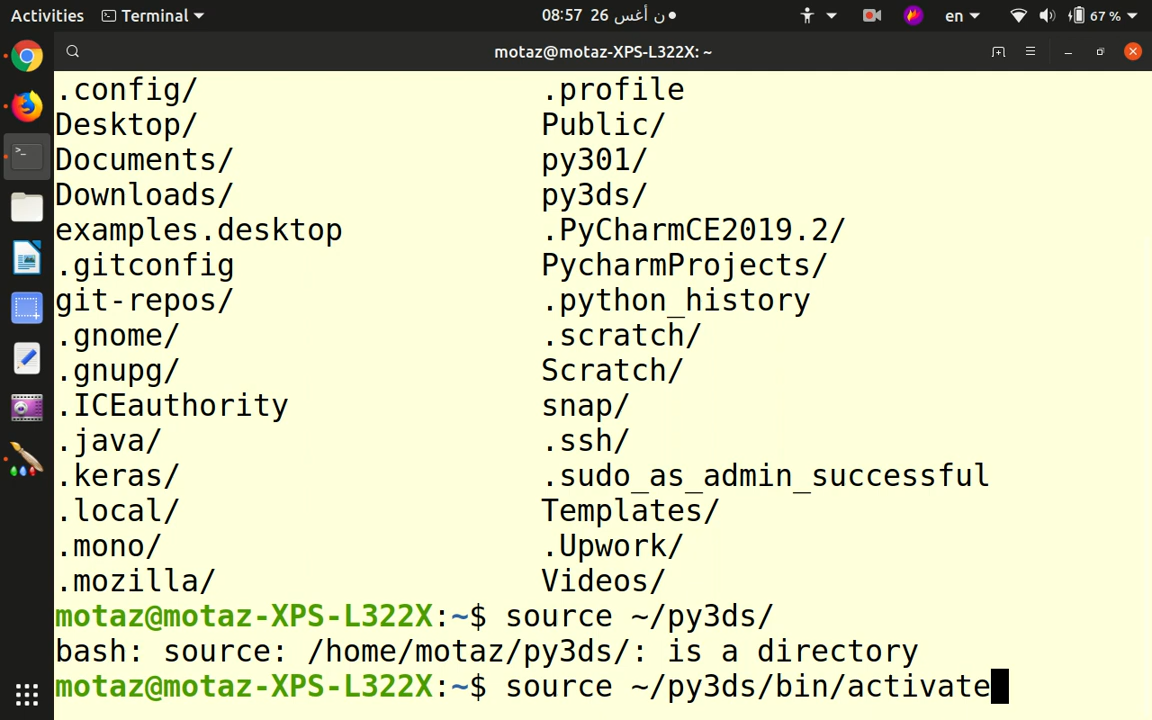 Activities Terminal 08:57 26 ن أغس en 67 %
motaz@motaz-XPS-L322X: ~
.config/ .profile
Desktop/ Public/
Documents/ py301/
Downloads/ py3ds/
examples.desktop .PyCharmCE2019.2/
.gitconfig PycharmProjects/
git-repos/ .python_history
.gnome/ .scratch/
.gnupg/ Scratch/
.ICEauthority snap/
.java/ .ssh/
.keras/ .sudo_as_admin_successful
.local/ Templates/
.mono/ .Upwork/
.mozilla/ Videos/
motaz@motaz-XPS-L322X:~$ source ~/py3ds/
bash: source: /home/motaz/py3ds/: is a directory
motaz@motaz-XPS-L322X:~$ source ~/py3ds/bin/activate